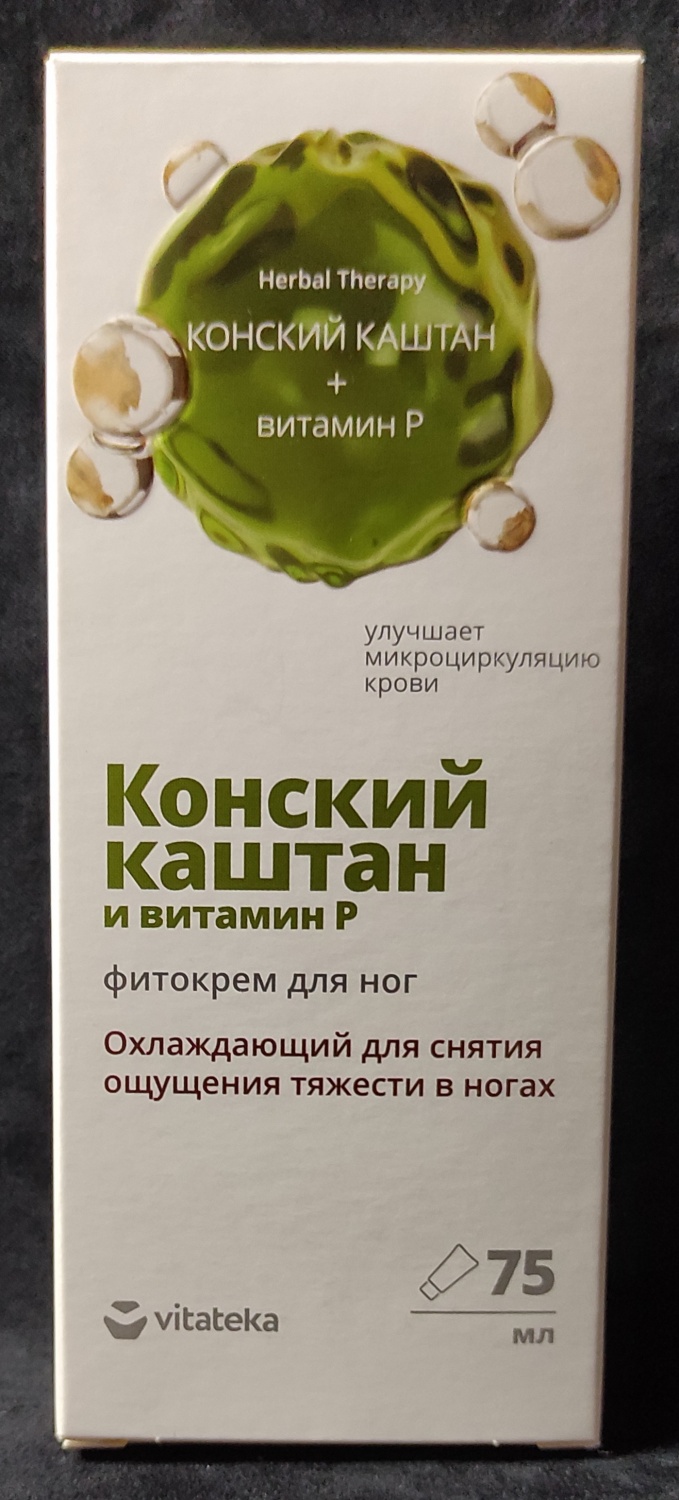 Herbal Therapy
КОНСКИЙ КАШТАН
+
витамин Р
улучшает
микроциркуляцию
крови
Конский
каштан
и витамин Р
фитокрем для ног
Охлаждающий для снятия
ощущения тяжести в ногах
75
мл
vitateka